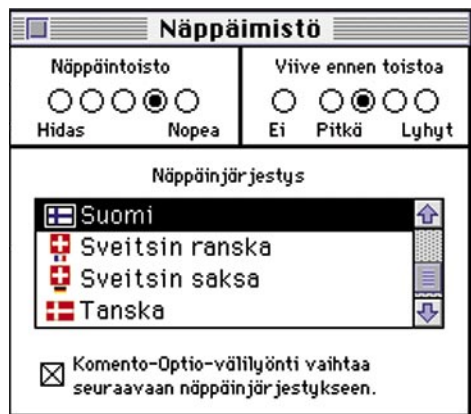 Näppäimistö
Näppäintoisto
Hidas Nopea
Viive ennen toistoa
Ei Pitkä Lyhyt
Näppäinjärjestys
Suomi
Sveitsin ranska
Sveitsin saksa
Tanska
Komento-Optio-välilyönti vaihtaa
seuraavaan näppäinjärjestykseen.